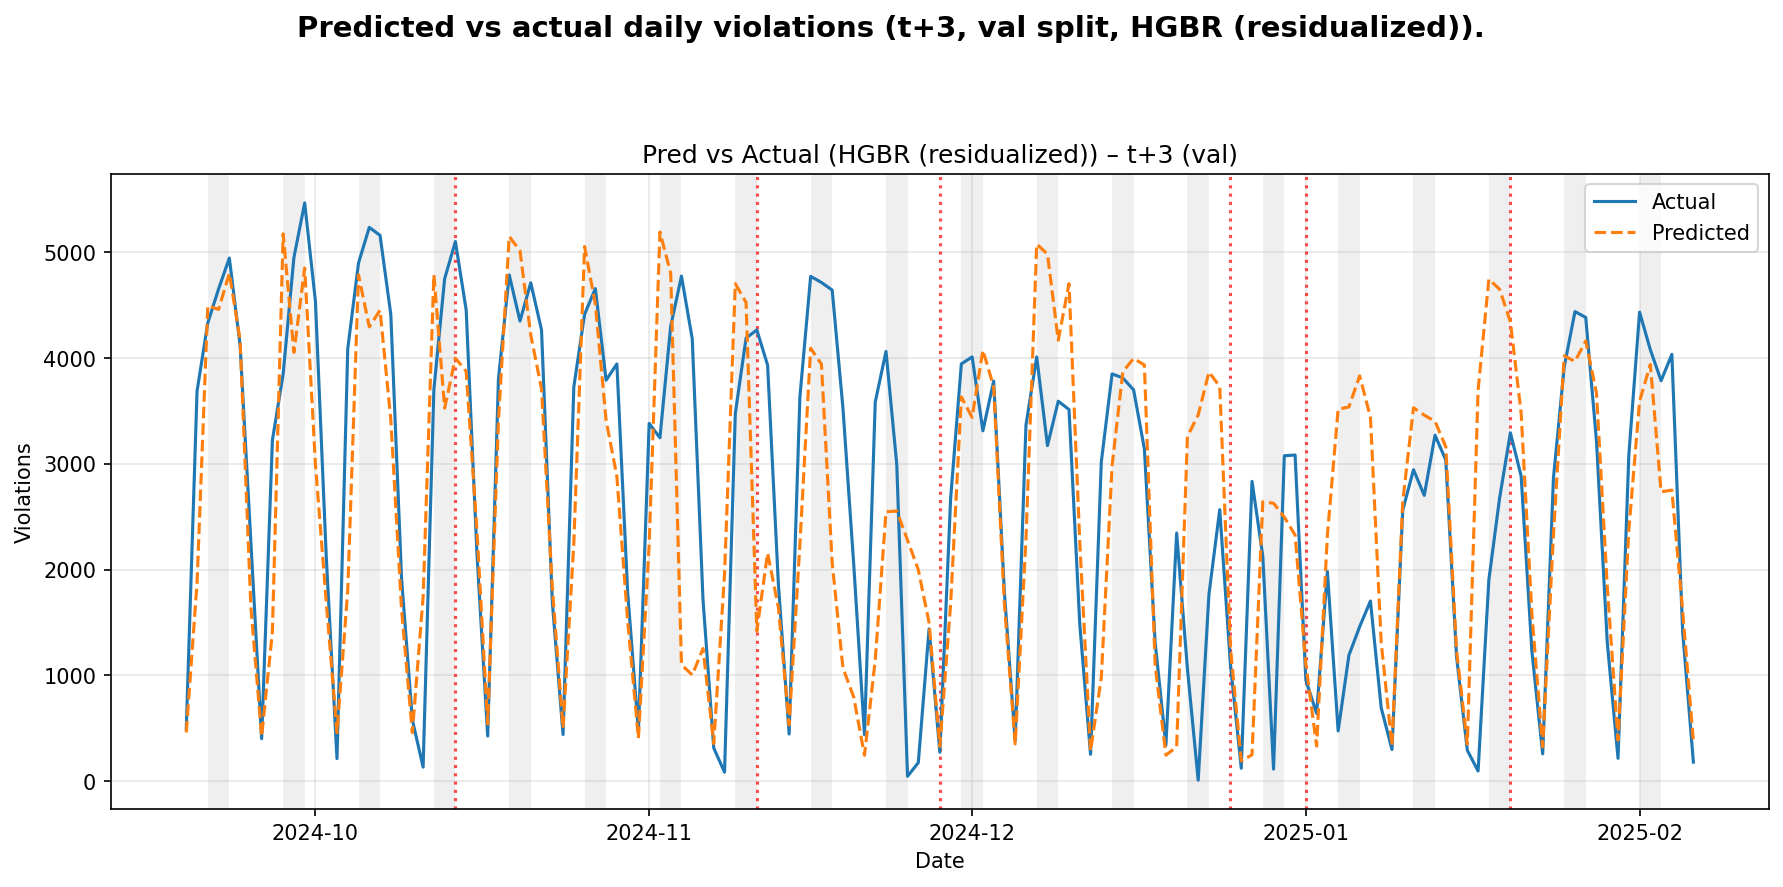 Predicted vs actual daily violations (t+3, val split, HGBR (residualized)).
Pred vs Actual (HGBR (residualized)) – t+3 (val)
Actual
Predicted
Violations
5000
4000
3000
2000
1000
0
2024-10
2024-11
2024-12
2025-01
2025-02
Date